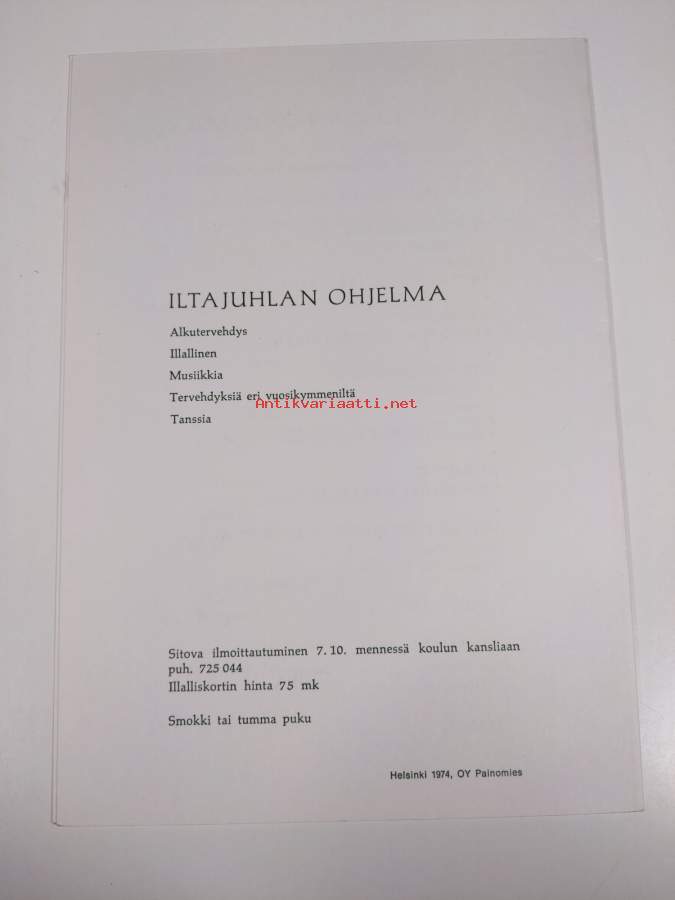 ILTAJUHLAN OHJELMA
Alkutervehdys
Illallinen
Musiikkia
Tervehdyksiä eri vuosikymmeniltä
Antikvariaatti.net
Tanssia
Sitova ilmoittautuminen 7.10. mennessä koulun kansliaan
puh. 725 044
Illalliskortin hinta 75 mk
Smokki tai tumma puku
Helsinki 1974, OY Painomies